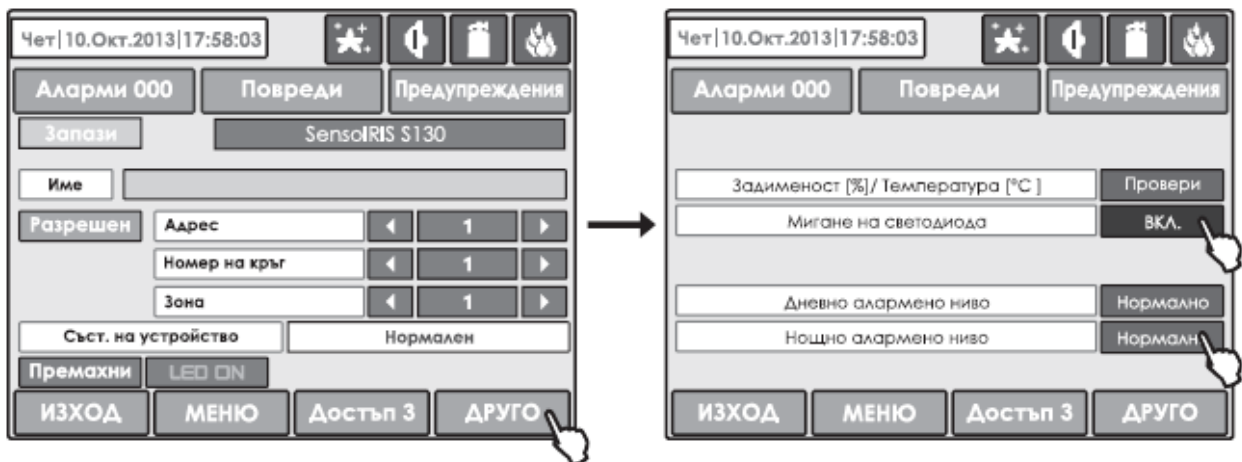 Чет|10.Окт.2013|17:58:03
Аларми 000 Повреди Предупреждения
Запази SensoIRIS S130
Име
Разрешен Адрес 1
Номер на кръг 1
Зона 1
Съст. на устройство Нормален
Премахни LED ON
ИЗХОД МЕНЮ Достъп 3 ДРУГО
Чет|10.Окт.2013|17:58:03
Аларми 000 Повреди Предупреждения
Задименост [%]/ Температура [°C ] Провери
Мигане на светодиода ВКЛ.
Дневно алармено ниво Нормално
Нощно алармено ниво Нормалн
ИЗХОД МЕНЮ Достъп 3 ДРУГО